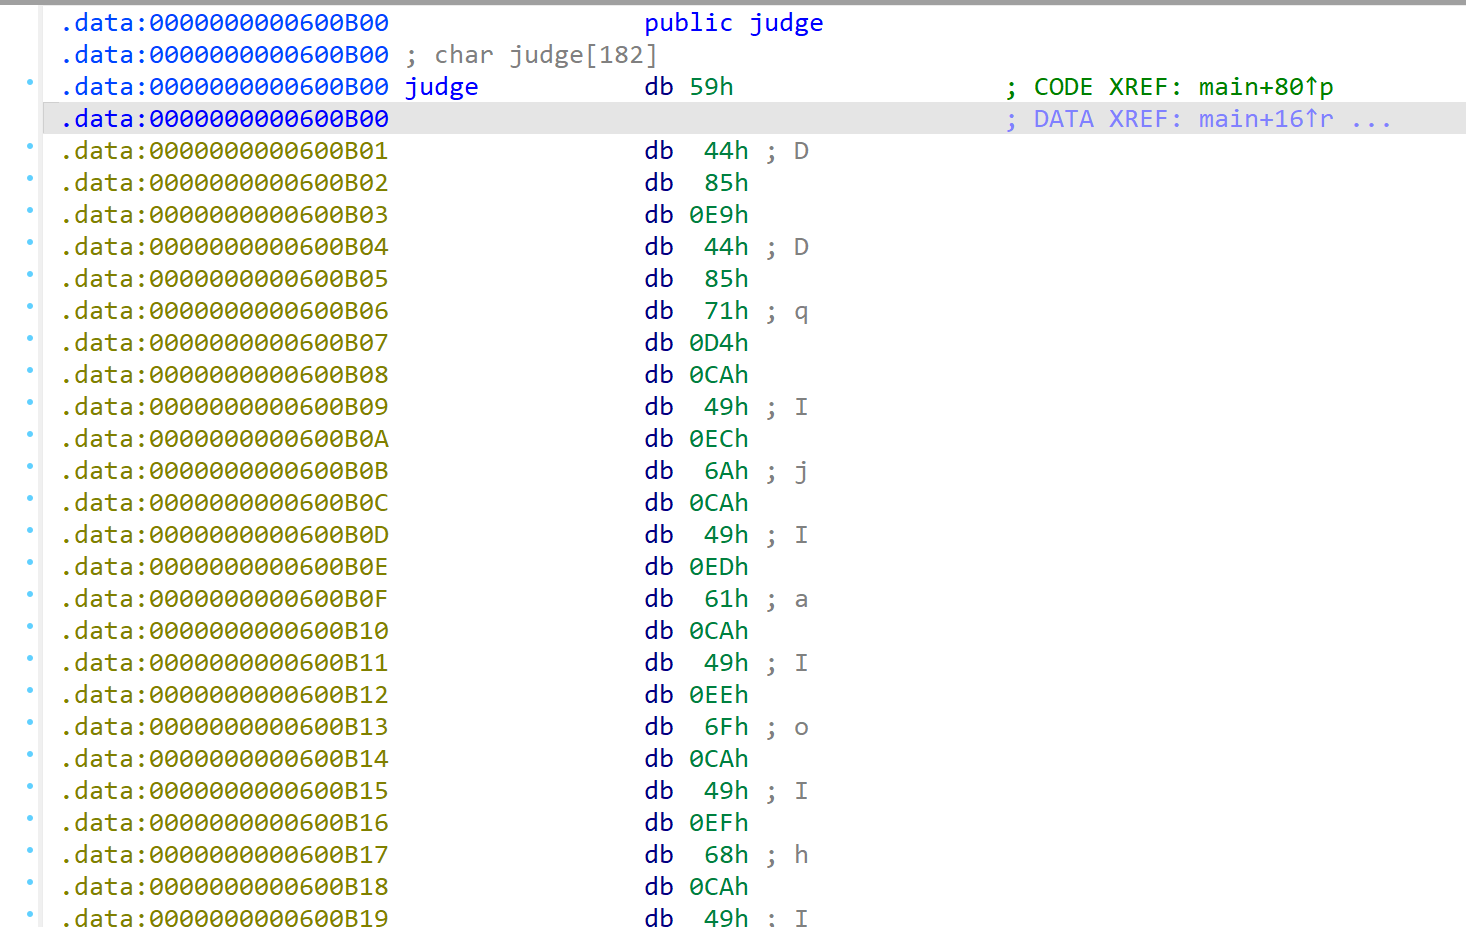 .data:0000000000600B00 public judge
.data:0000000000600B00 ; char judge[182]
.data:0000000000600B00 judge db 59h ; CODE XREF: main+80↑p
.data:0000000000600B00 ; DATA XREF: main+16↑r ...
.data:0000000000600B01 db 44h ; D
.data:0000000000600B02 db 85h
.data:0000000000600B03 db 0E9h
.data:0000000000600B04 db 44h ; D
.data:0000000000600B05 db 85h
.data:0000000000600B06 db 71h ; q
.data:0000000000600B07 db 0D4h
.data:0000000000600B08 db 0CAh
.data:0000000000600B09 db 49h ; I
.data:0000000000600B0A db 0ECh
.data:0000000000600B0B db 6Ah ; j
.data:0000000000600B0C db 0CAh
.data:0000000000600B0D db 49h ; I
.data:0000000000600B0E db 0EDh
.data:0000000000600B0F db 61h ; a
.data:0000000000600B10 db 0CAh
.data:0000000000600B11 db 49h ; I
.data:0000000000600B12 db 0EEh
.data:0000000000600B13 db 6Fh ; o
.data:0000000000600B14 db 0CAh
.data:0000000000600B15 db 49h ; I
.data:0000000000600B16 db 0EFh
.data:0000000000600B17 db 68h ; h
.data:0000000000600B18 db 0CAh
.data:0000000000600B19 db 49h ; I